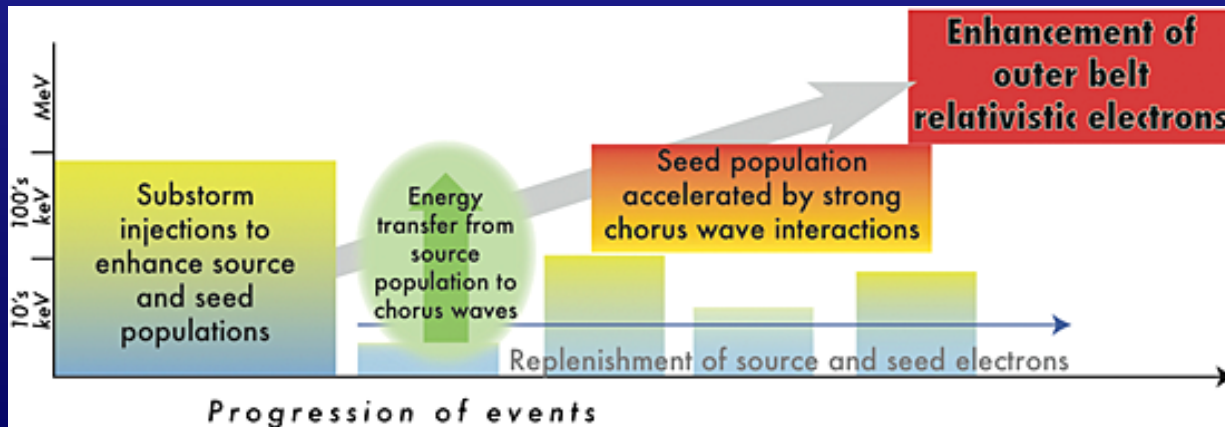 Enhancement of
outer belt
relativistic electrons
MeV
100's
keV
10's
keV
Substorm
injections to
enhance source
and seed
populations
Energy
transfer from
source
population to
chorus waves
Seed population
accelerated by strong
chorus wave interactions
Replenishment of source and seed electrons
Progression of events